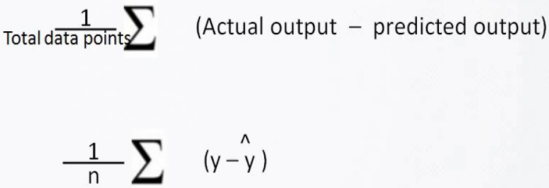 1
Total data points ∑ (Actual output – predicted output)
1
n ∑ (y – ŷ )